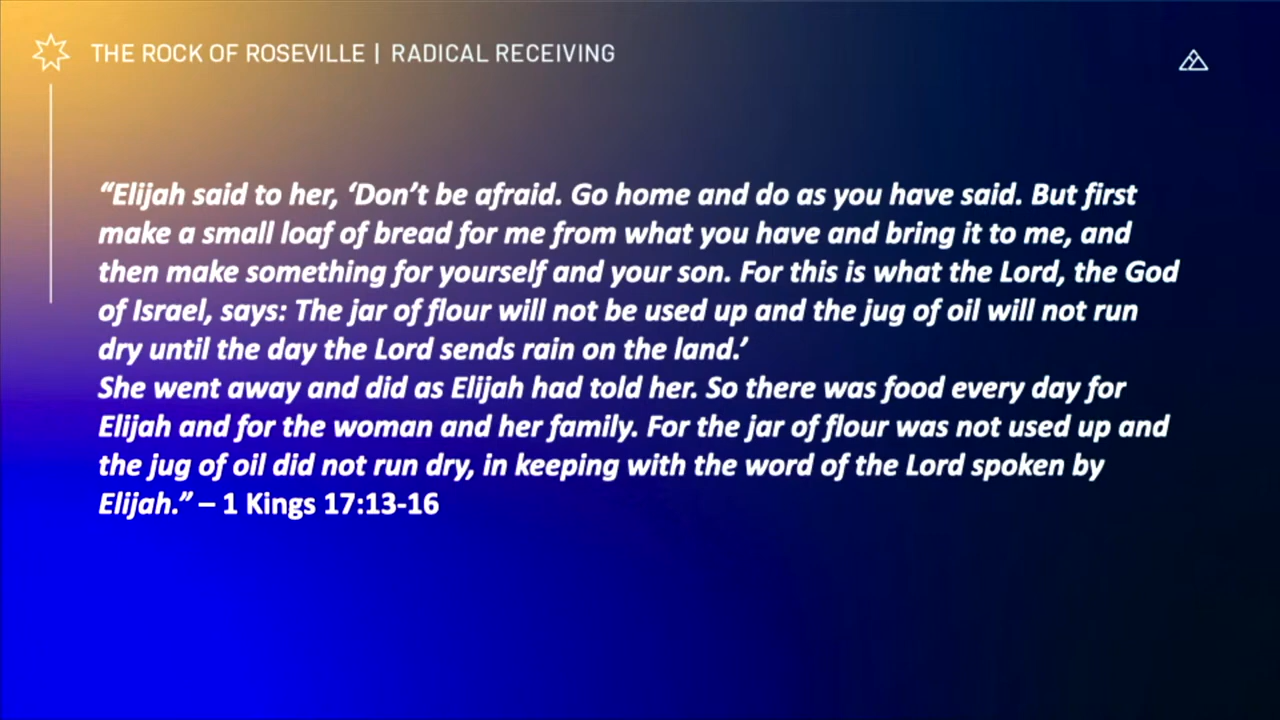 THE ROCK OF ROSEVILLE | RADICAL RECEIVING
“Elijah said to her, ‘Don’t be afraid. Go home and do as you have said. But first
make a small loaf of bread for me from what you have and bring it to me, and
then make something for yourself and your son. For this is what the Lord, the God
of Israel, says: The jar of flour will not be used up and the jug of oil will not run
dry until the day the Lord sends rain on the land.’
She went away and did as Elijah had told her. So there was food every day for
Elijah and for the woman and her family. For the jar of flour was not used up and
the jug of oil did not run dry, in keeping with the word of the Lord spoken by
Elijah.” – 1 Kings 17:13-16